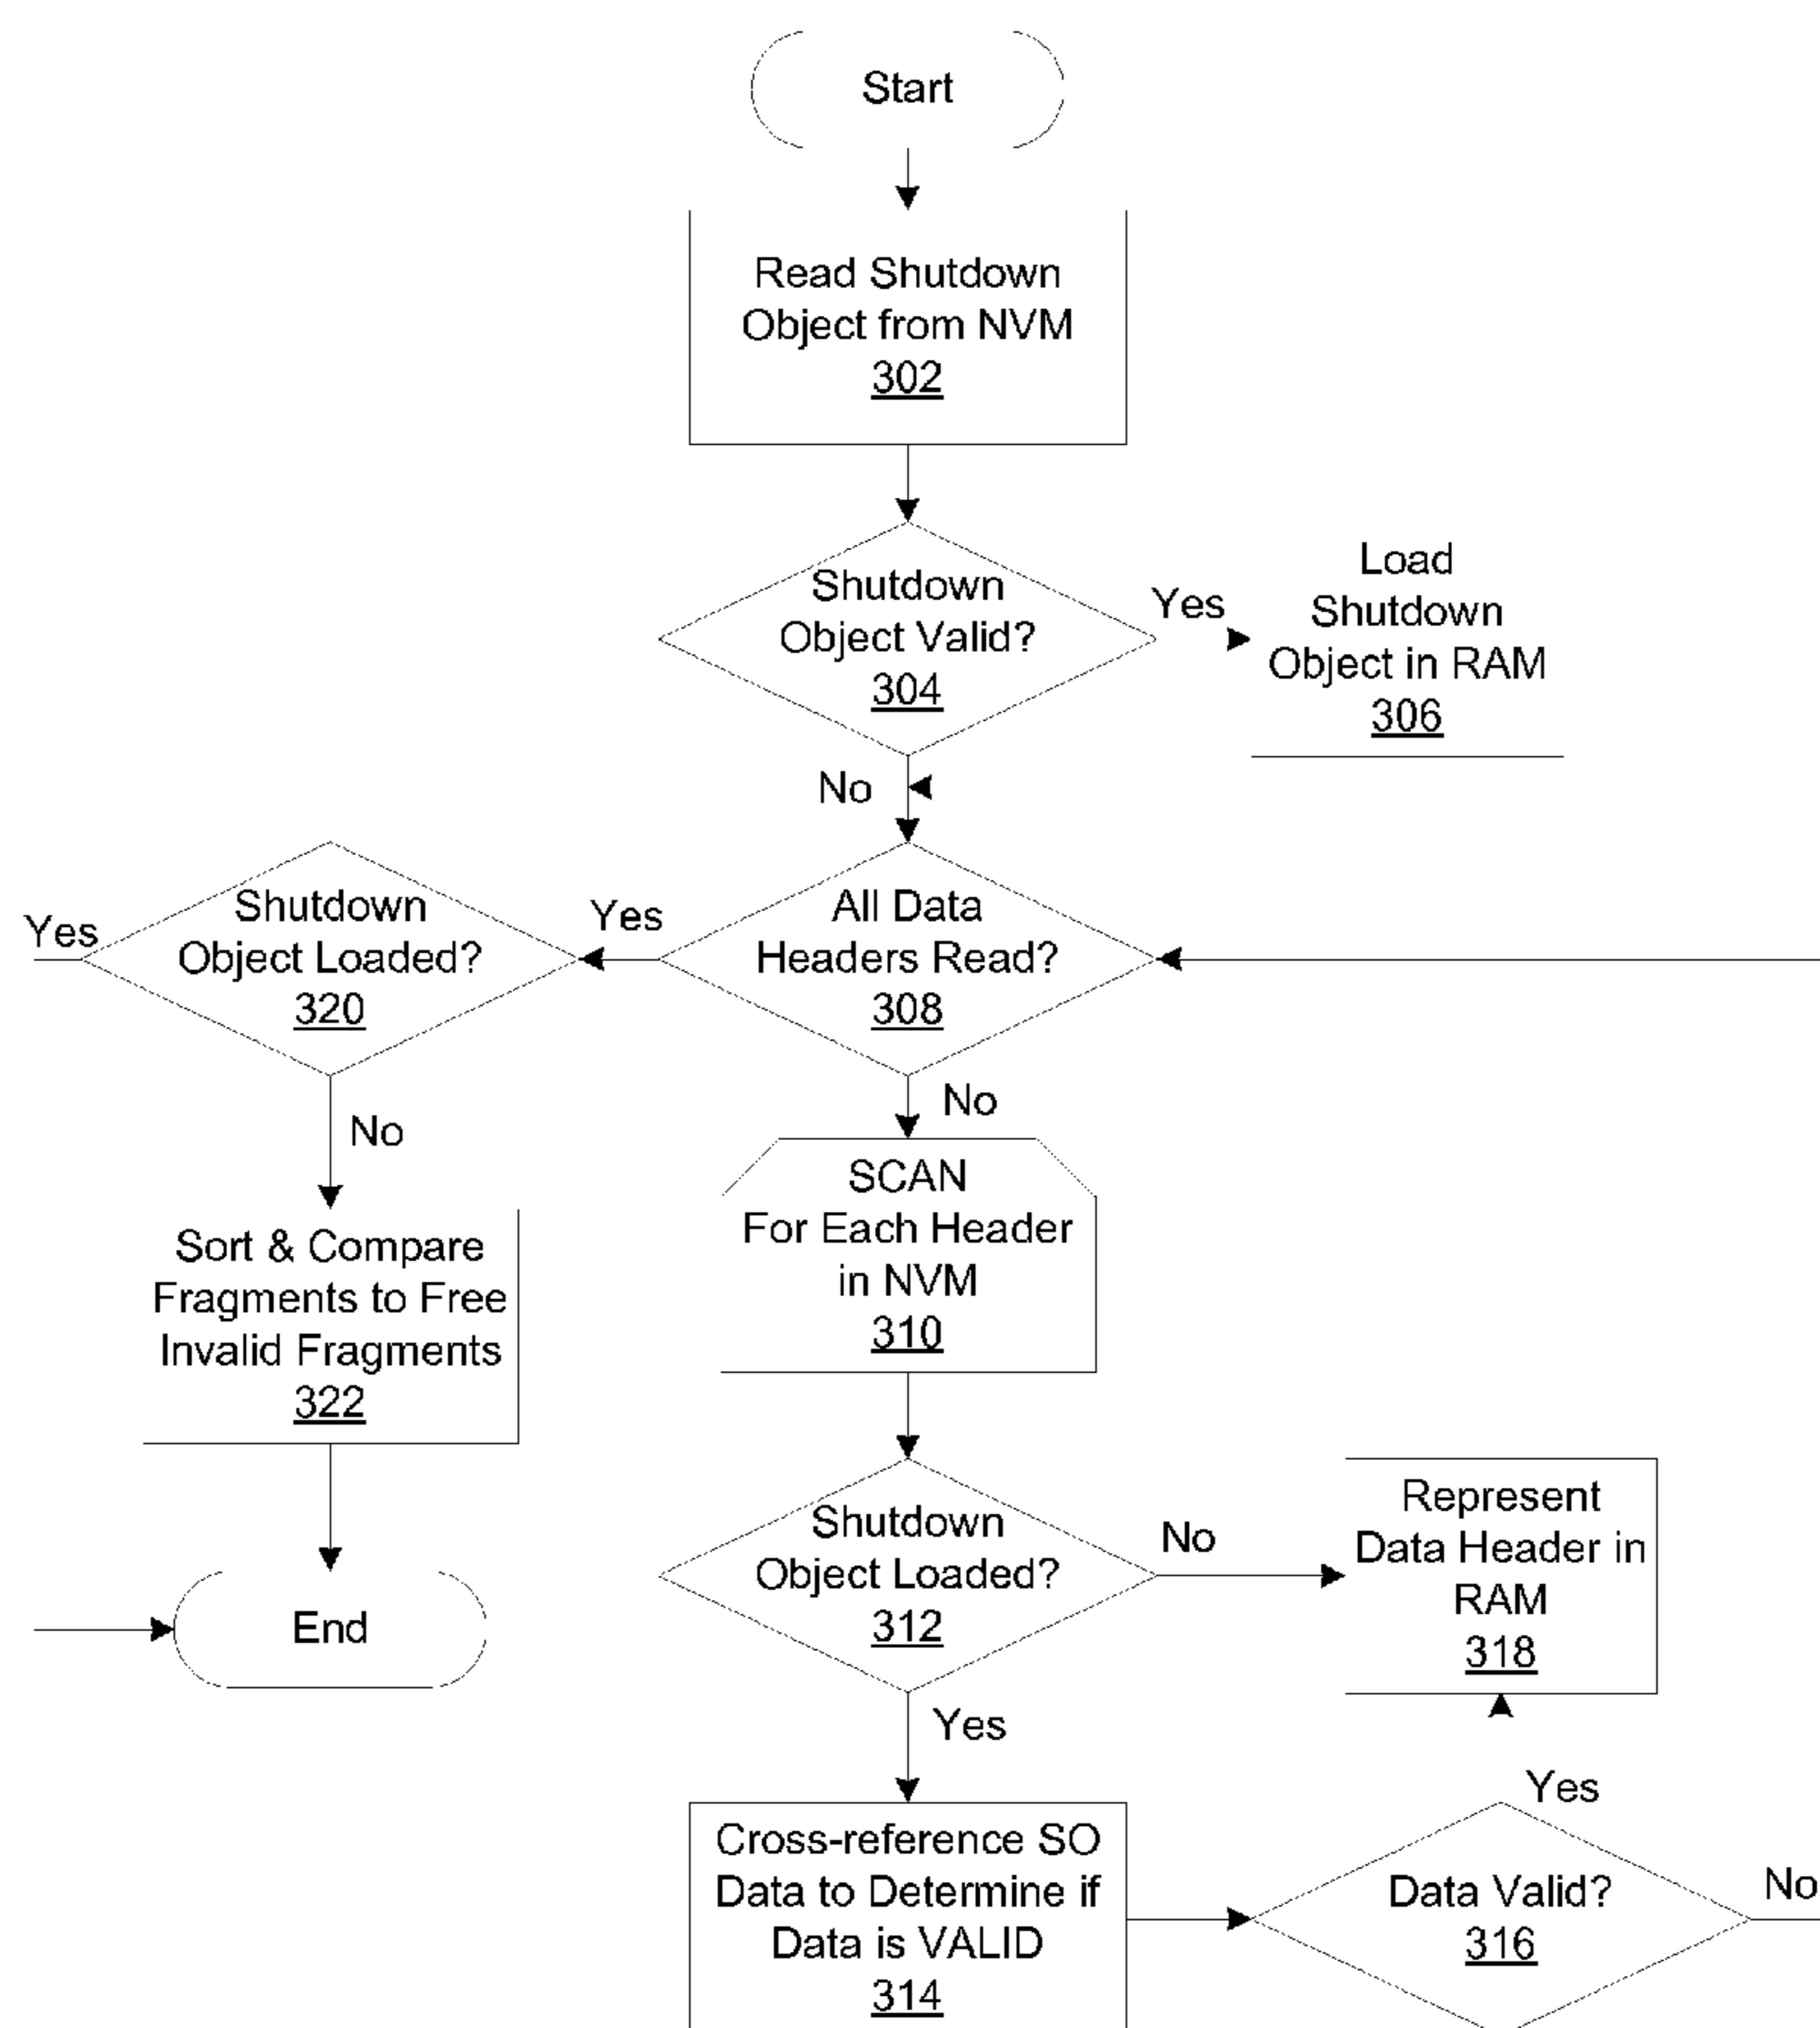 Start
Read Shutdown
Object from NVM
302
Shutdown
Object Valid?
304
Yes
Load
Shutdown
Object in RAM
306
No
Yes
Shutdown
Object Loaded?
320
Yes
All Data
Headers Read?
308
No
No
SCAN
For Each Header
in NVM
310
Sort & Compare
Fragments to Free
Invalid Fragments
322
Shutdown
Object Loaded?
312
No
Represent
Data Header in
RAM
318
End
Yes
Yes
Cross-reference SO
Data to Determine if
Data is VALID
314
Data Valid?
316
No